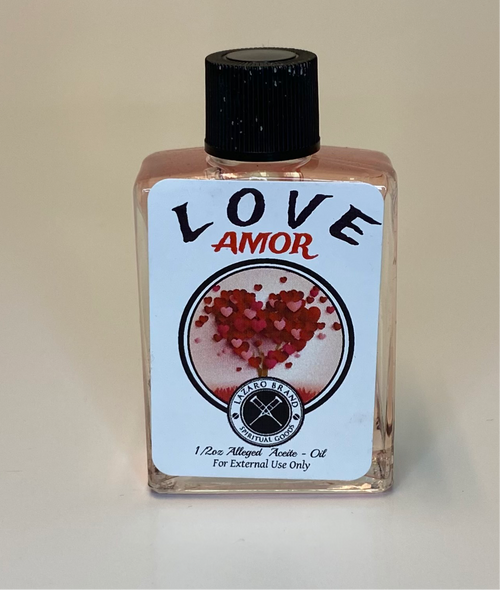 LOVE
AMOR
LAZARO BRAND
SPIRITUAL GOODS
1/2oz Alleged Aceite - Oil
For External Use Only